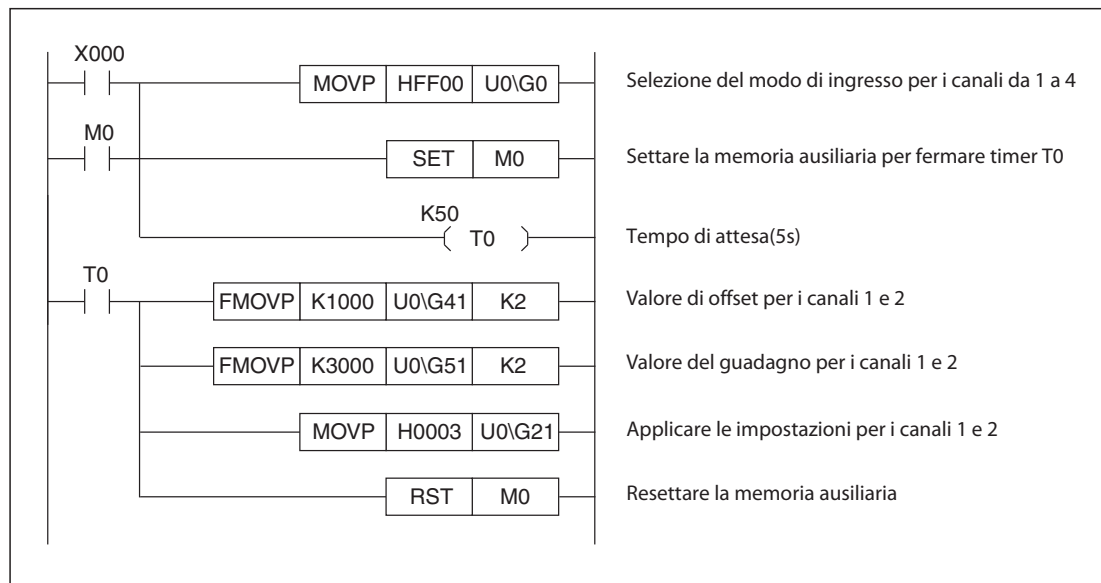 X000
MOVP HFF00 U0\G0 Selezione del modo di ingresso per i canali da 1 a 4
M0
SET M0 Settare la memoria ausiliaria per fermare timer T0
K50
T0 Tempo di attesa(5s)
T0
FMOVP K1000 U0\G41 K2 Valore di offset per i canali 1 e 2
FMOVP K3000 U0\G51 K2 Valore del guadagno per i canali 1 e 2
MOVP H0003 U0\G21 Applicare le impostazioni per i canali 1 e 2
RST M0 Resettare la memoria ausiliaria